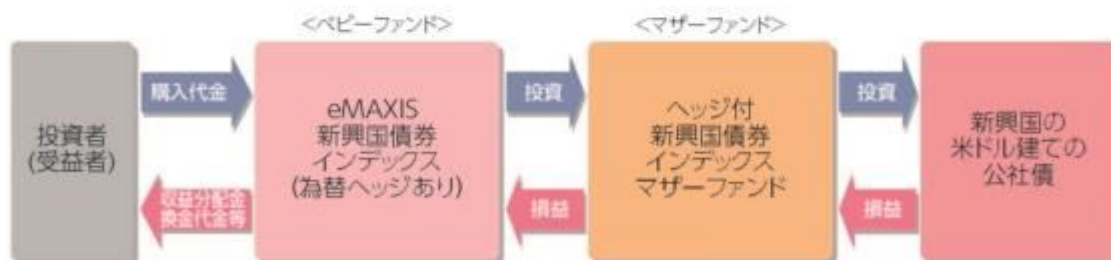 <ベビーファンド>
<マザーファンド>
投資者
(受益者)
購入代金
収益分配金
換金代金等
eMAXIS
新興国債券
インデックス
(為替ヘッジあり)
投資
損益
ヘッジ付
新興国債券
インデックス
マザーファンド
投資
損益
新興国の
米ドル建ての
公社債